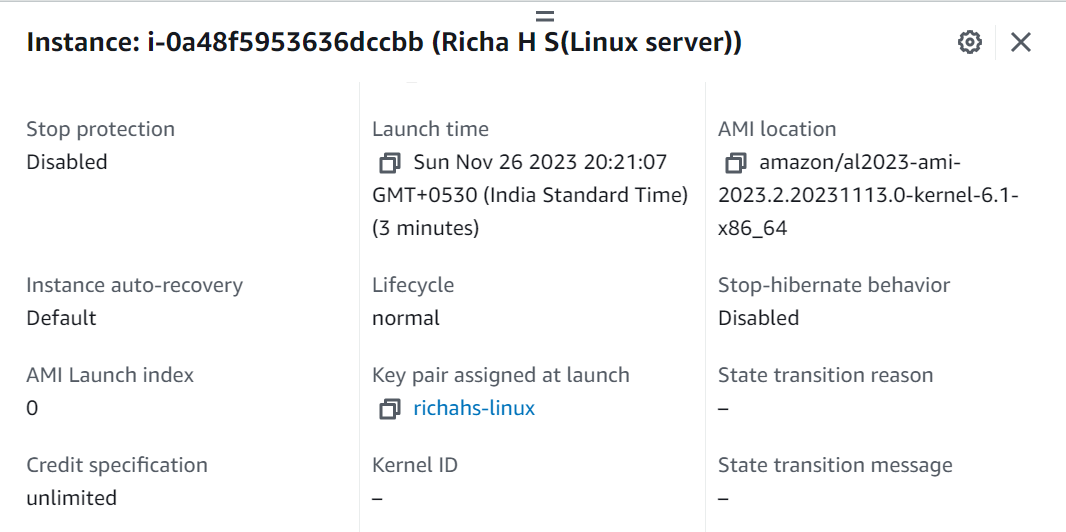 Instance: i-0a48f5953636dccbb (Richa H S(Linux server))
Stop protection
Disabled
Launch time
Sun Nov 26 2023 20:21:07
GMT+0530 (India Standard Time)
(3 minutes)
AMI location
amazon/al2023-ami-
2023.2.20231113.0-kernel-6.1-
x86_64
Instance auto-recovery
Default
Lifecycle
normal
Stop-hibernate behavior
Disabled
AMI Launch index
0
Key pair assigned at launch
richahs-linux
State transition reason
–
Credit specification
unlimited
Kernel ID
–
State transition message
–